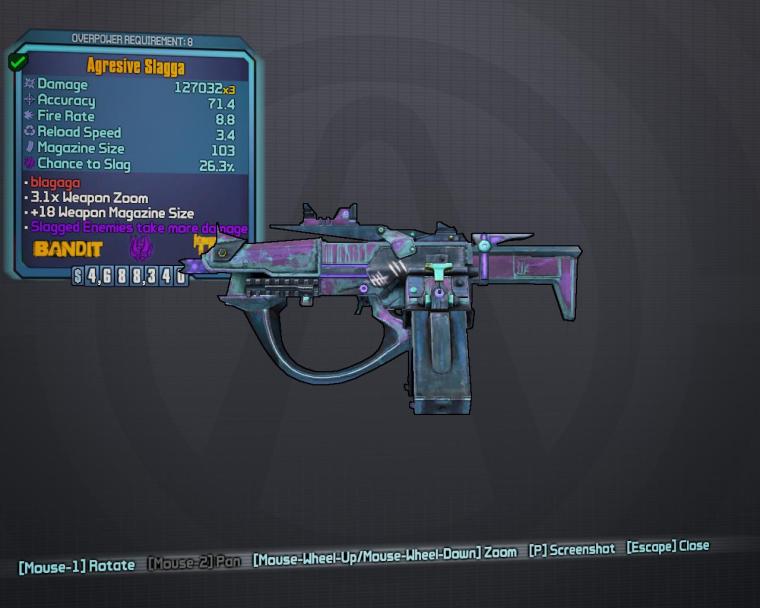 OVERPOWER REQUIREMENT: 8
Agresive Slagga
Damage 127032x3
Accuracy 71.4
Fire Rate 8.8
Reload Speed 3.4
Magazine Size 103
Chance to Slag 26.3%
• blagaga
• 3.1x Weapon Zoom
• +18 Weapon Magazine Size
• Slagged Enemies take more damage
BANDIT
$ 4,688,340
[Mouse-1] Rotate [Mouse-2] Pan [Mouse-Wheel-Up/Mouse-Wheel-Down] Zoom [P] Screenshot [Escape] Close